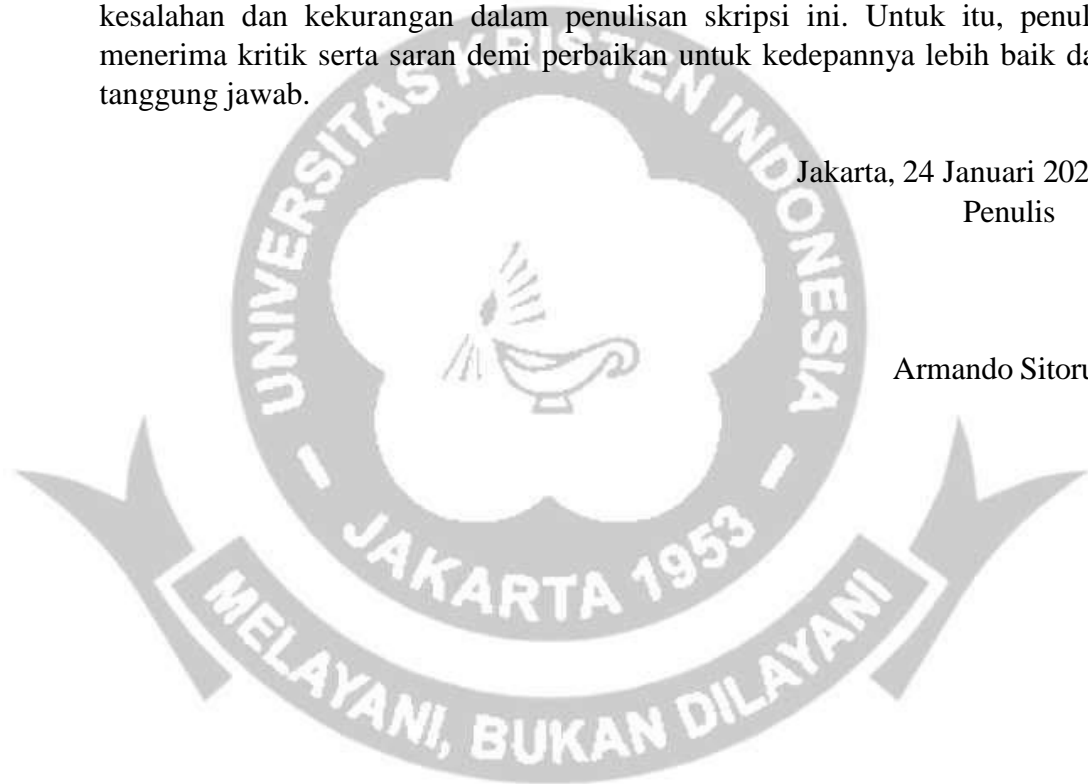 kesalahan dan kekurangan dalam penulisan skripsi ini. Untuk itu, penul
menerima kritik serta saran demi perbaikan untuk kedepannya lebih baik da
tanggung jawab.
Jakarta, 24 Januari 202
Penulis
Armando Sitoru
UNIVERSITAS KRISTEN INDONESIA
JAKARTA 1953
MELAYANI, BUKAN DILAYANI